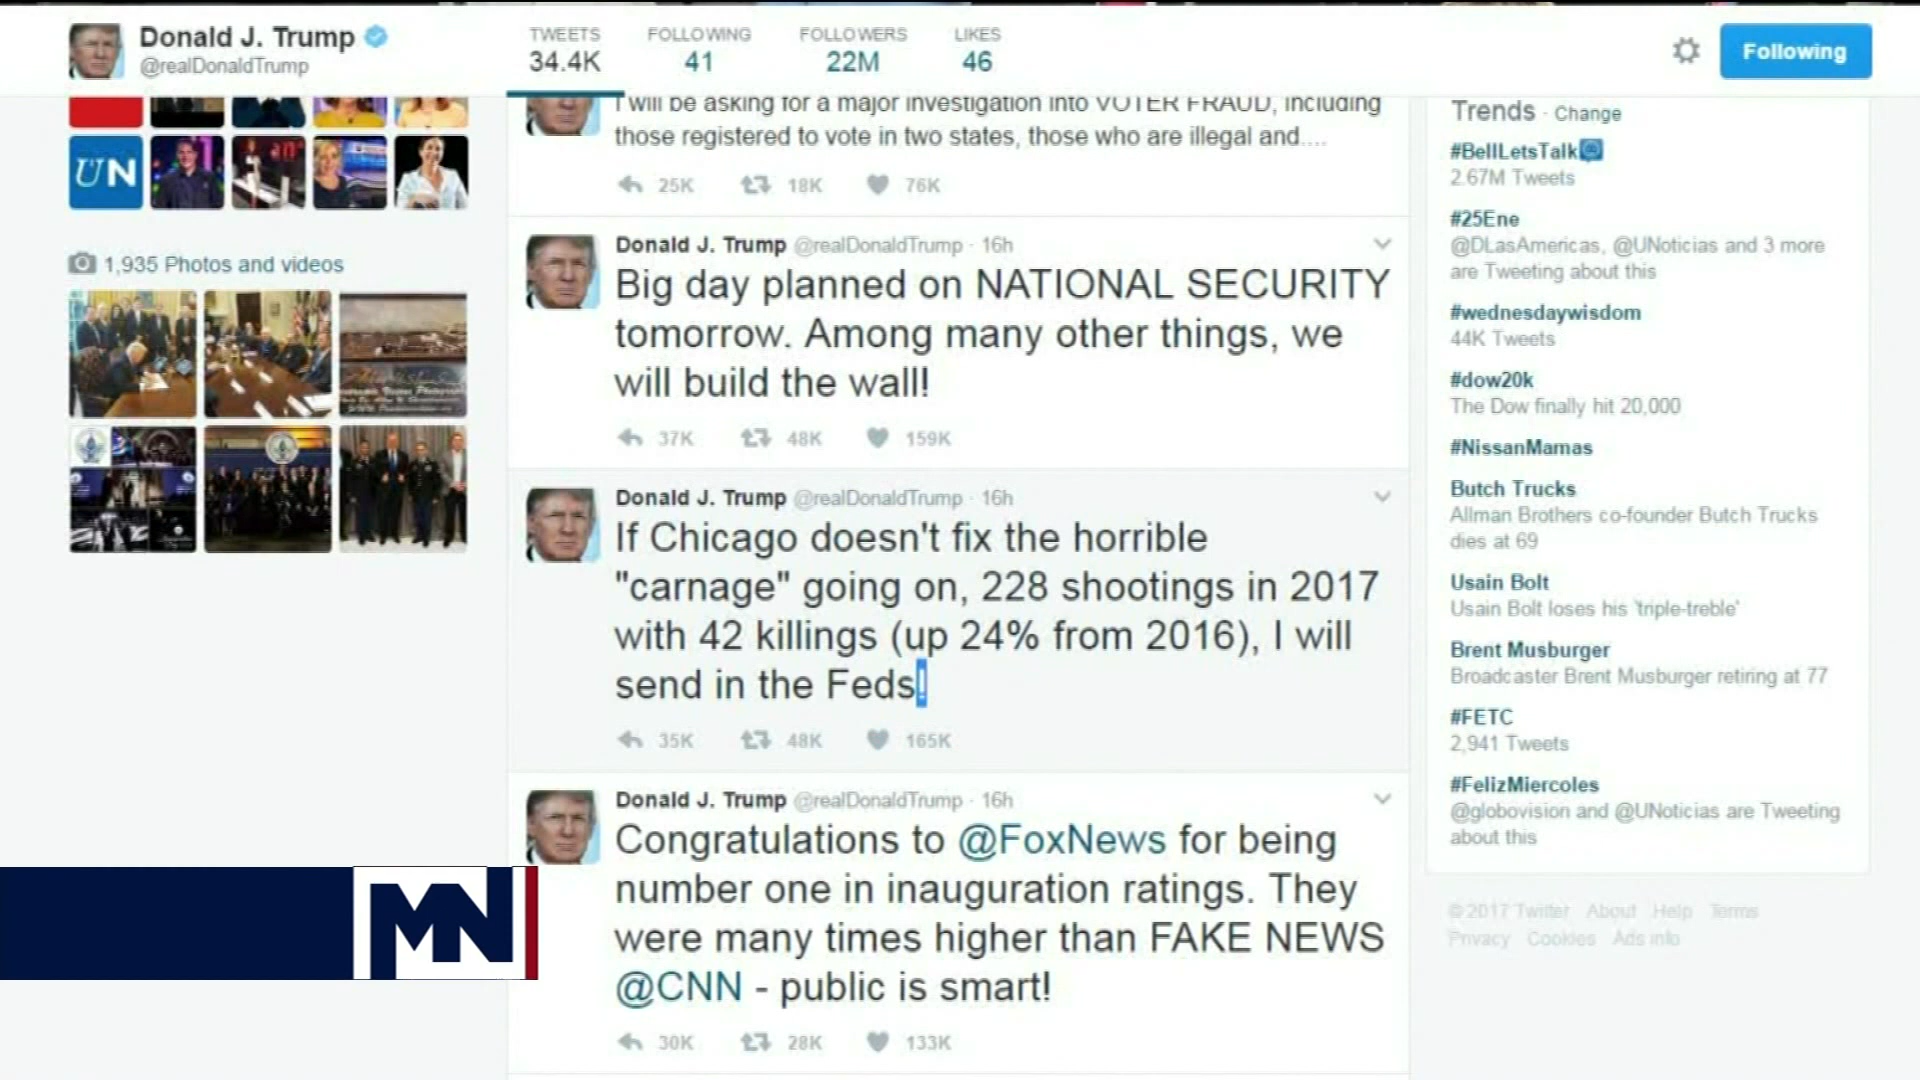 Donald J. Trump
@realDonaldTrump
TWEETS
34.4K
FOLLOWING
41
FOLLOWERS
22M
LIKES
46
Following
I will be asking for a major investigation into VOTER FRAUD, including
those registered to vote in two states, those who are illegal and....
25K 18K 76K
UN
1,935 Photos and videos
Donald J. Trump @realDonaldTrump · 16h
Big day planned on NATIONAL SECURITY
tomorrow. Among many other things, we
will build the wall!
37K 48K 159K
Donald J. Trump @realDonaldTrump · 16h
If Chicago doesn't fix the horrible
"carnage" going on, 228 shootings in 2017
with 42 killings (up 24% from 2016), I will
send in the Feds!
35K 48K 165K
Donald J. Trump @realDonaldTrump · 16h
Congratulations to @FoxNews for being
number one in inauguration ratings. They
were many times higher than FAKE NEWS
@CNN - public is smart!
30K 28K 133K
Trends · Change
#BellLetsTalk
2.67M Tweets
#25Ene
@DLasAmericas, @UNoticias and 3 more
are Tweeting about this
#wednesdaywisdom
44K Tweets
#dow20k
The Dow finally hit 20,000
#NissanMamas
Butch Trucks
Allman Brothers co-founder Butch Trucks
dies at 69
Usain Bolt
Usain Bolt loses his 'triple-treble'
Brent Musburger
Broadcaster Brent Musburger retiring at 77
#FETC
2,941 Tweets
#FelizMiercoles
@globovision and @UNoticias are Tweeting
about this
© 2017 Twitter About Help Terms
Privacy Cookies Ads info
MN